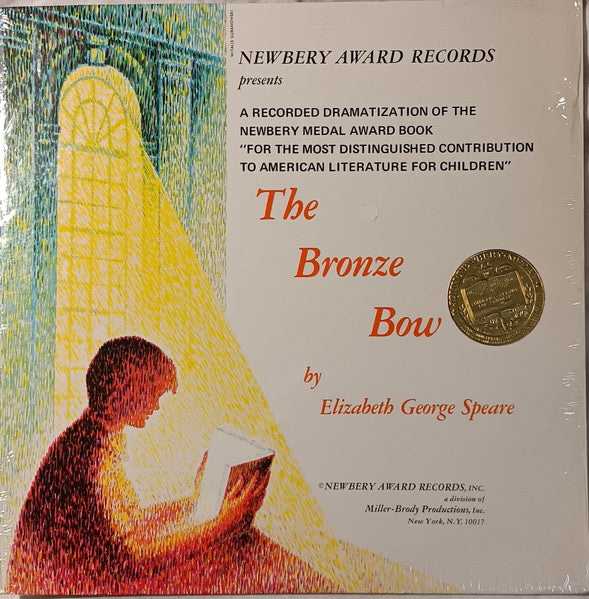 NEWBERY AWARD RECORDS
presents
A RECORDED DRAMATIZATION OF THE
NEWBERY MEDAL AWARD BOOK
"FOR THE MOST DISTINGUISHED CONTRIBUTION
TO AMERICAN LITERATURE FOR CHILDREN"
The
Bronze
Bow
by
Elizabeth George Speare
©NEWBERY AWARD RECORDS, INC.
a division of
Miller-Brody Productions, Inc.
New York, N.Y. 10017